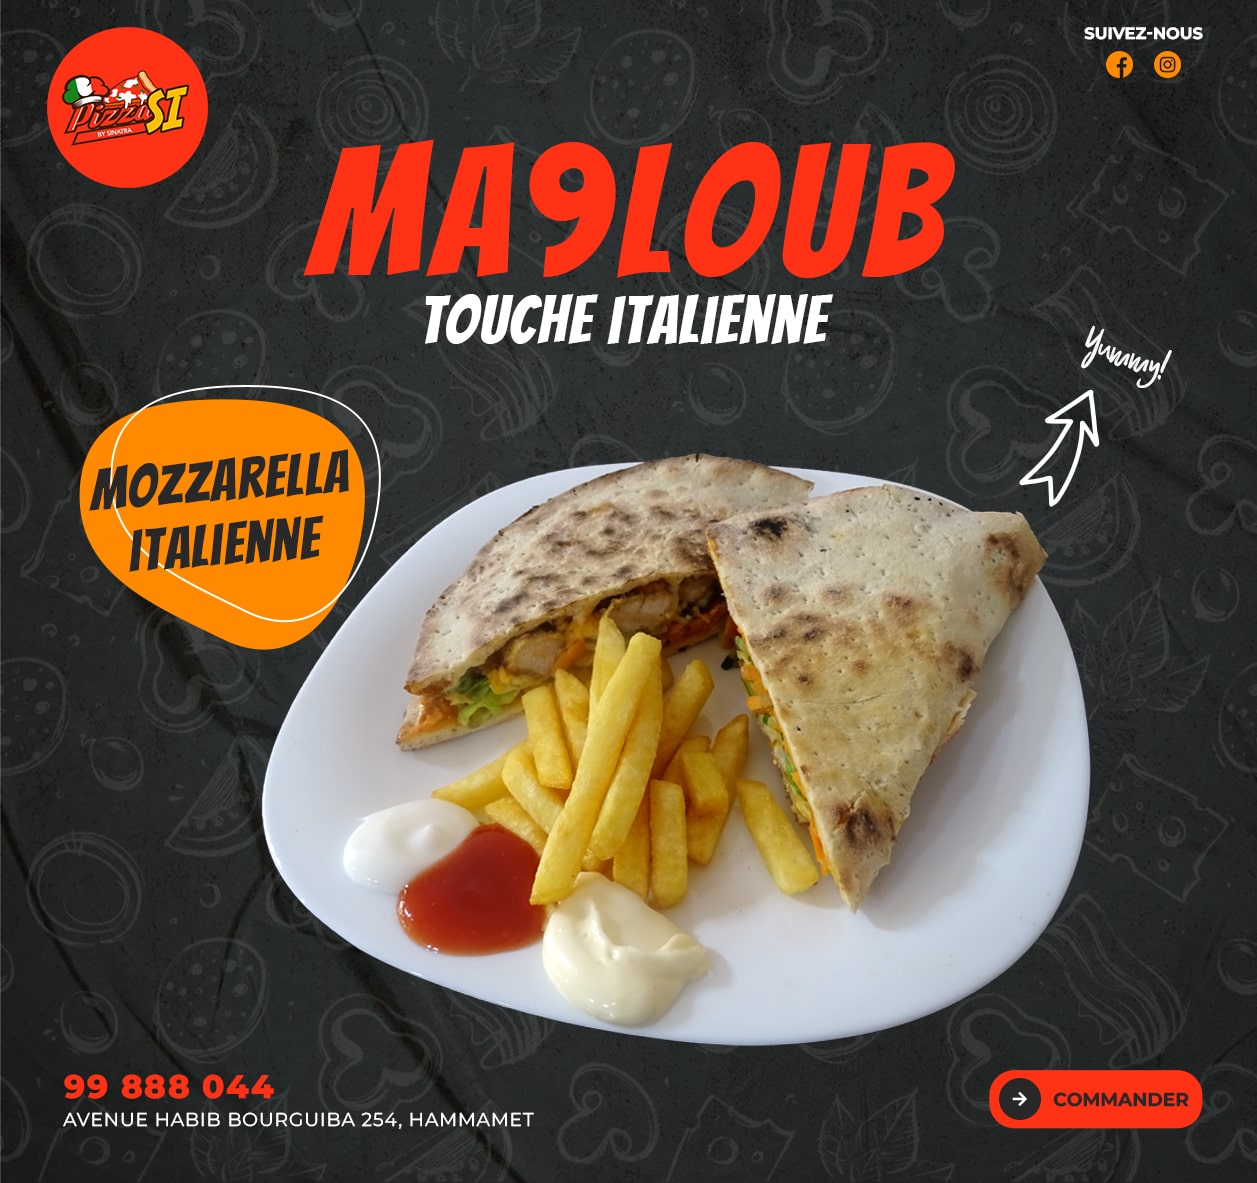 SUIVEZ-NOUS
Pizza SI
BY SINATRA
MA9LOUB
TOUCHE ITALIENNE
Yummy!
MOZZARELLA
ITALIENNE
99 888 044
AVENUE HABIB BOURGUIBA 254, HAMMAMET
COMMANDER